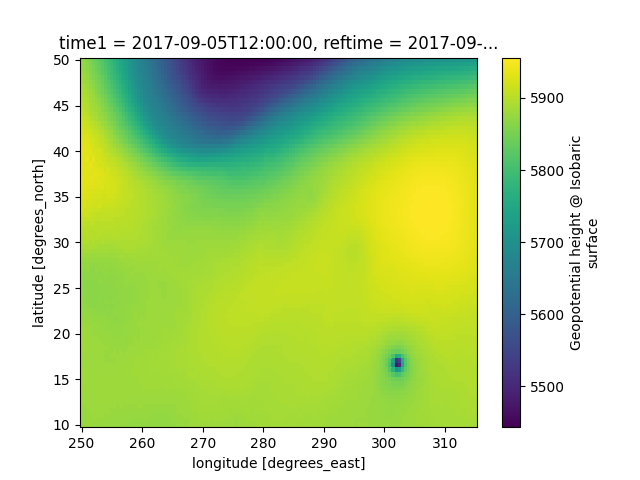 time1 = 2017-09-05T12:00:00, reftime = 2017-09-...
50
45
40
35
30
25
20
15
10
latitude [degrees_north]
250 260 270 280 290 300 310
longitude [degrees_east]
5900
5800
5700
5600
5500
Geopotential height @ Isobaric
surface